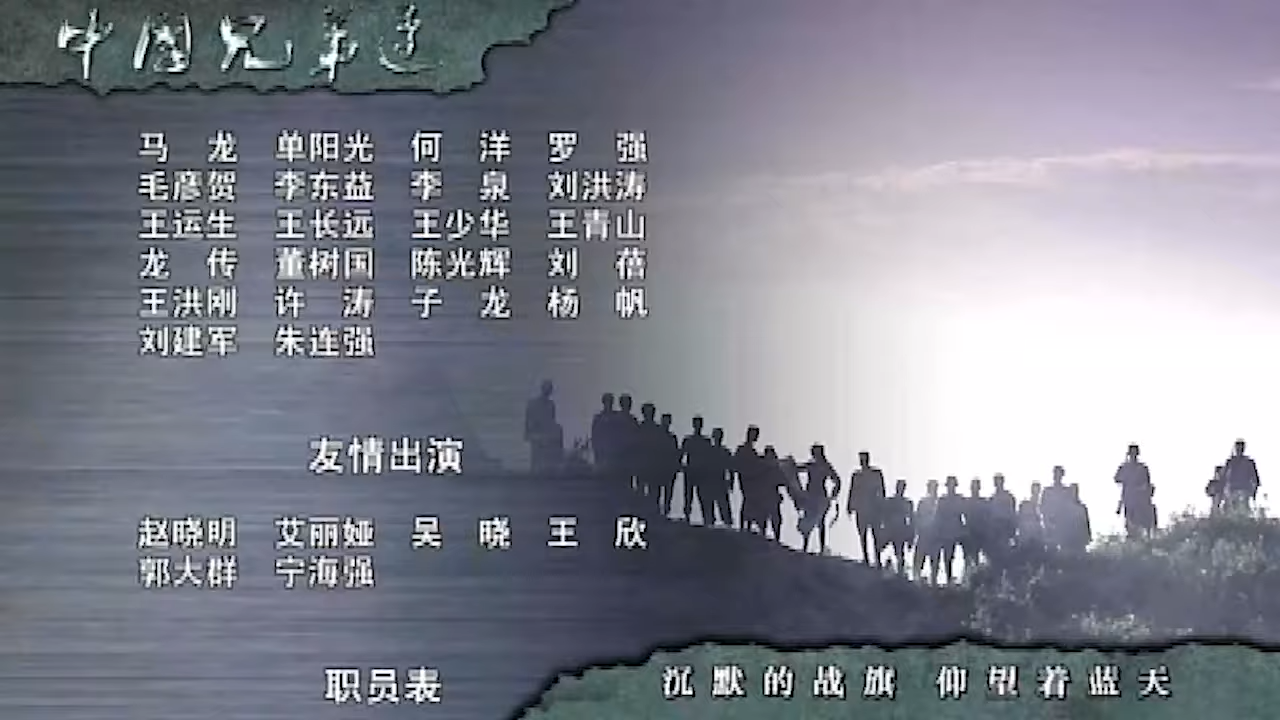 中国兄弟连
马龙 单阳光 何洋 罗强
毛彦贺 李东益 李泉 刘洪涛
王运生 王长远 王少华 王青山
龙传 董树国 陈光辉 刘蓓
王洪刚 许涛 子龙 杨帆
刘建军 朱连强
友情出演
赵晓明 艾丽娅 吴晓 王欣
郭大群 宁海强
职员表
沉默的战旗 仰望着蓝天